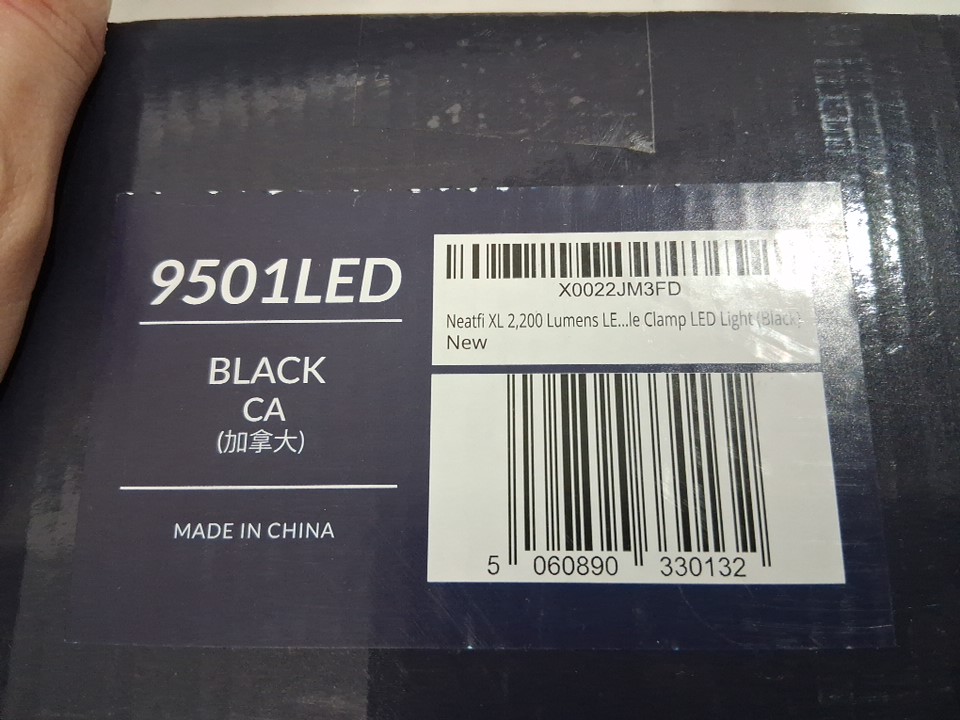 9501LED
BLACK
CA
(加拿大)
MADE IN CHINA
X0022JM3FD
Neatfi XL 2,200 Lumens LE...le Clamp LED Light (Black)
New
5 060890 330132